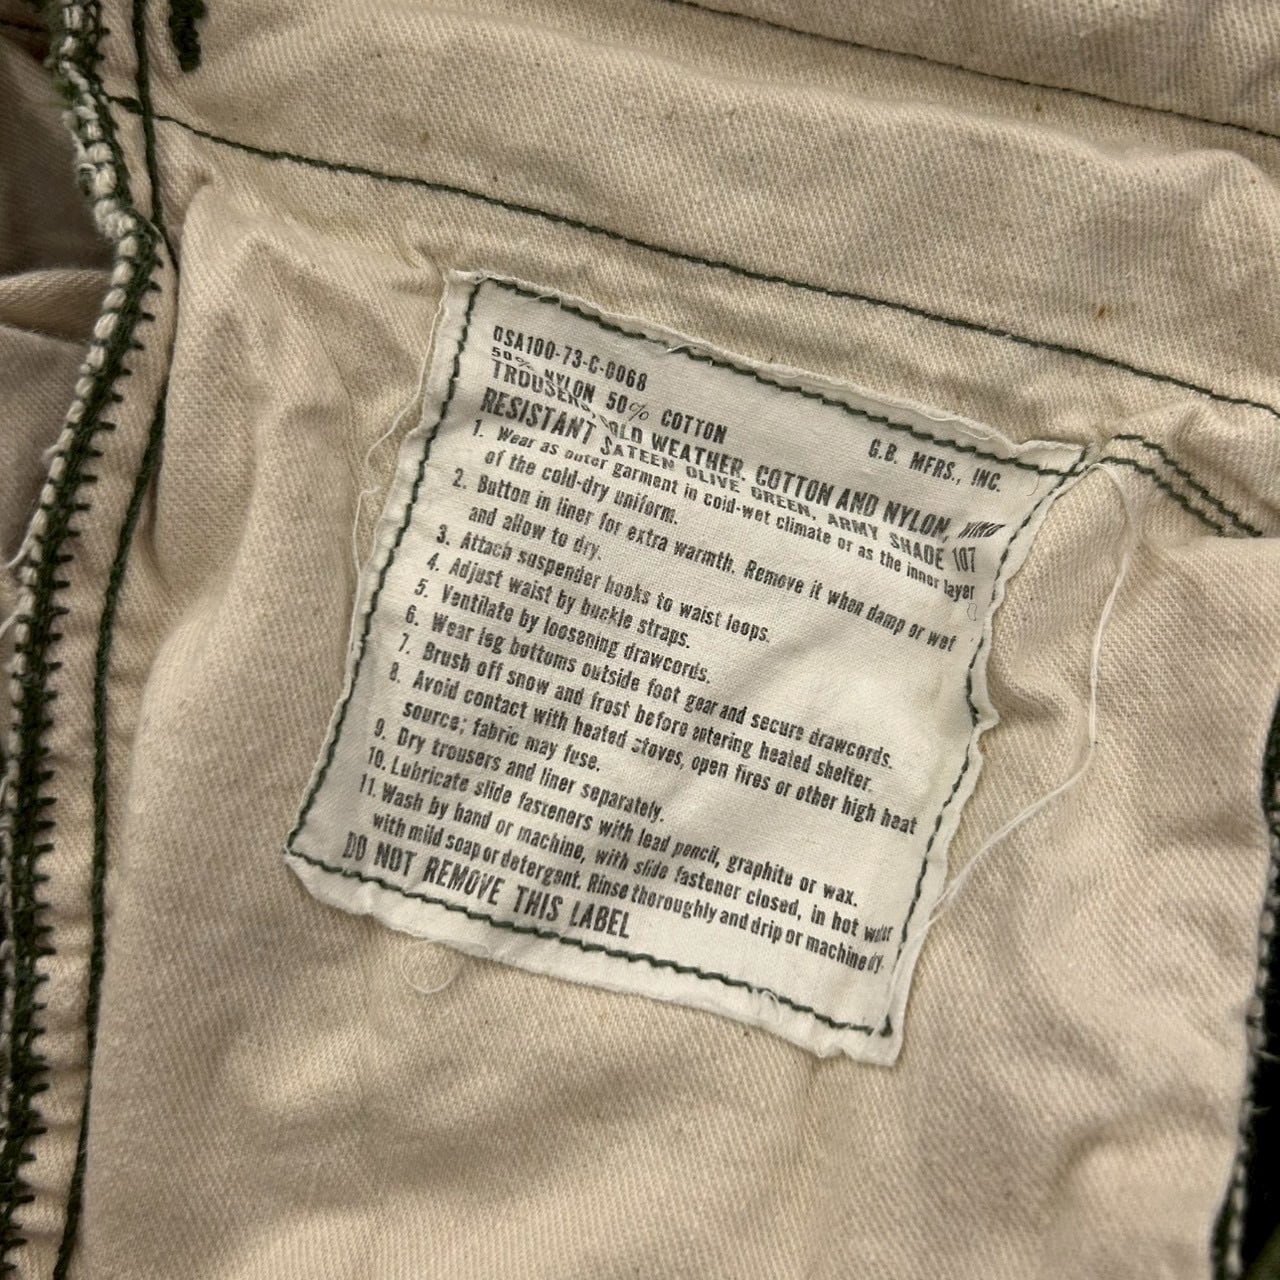 DSA100-73-C-0068
50% NYLON 50% COTTON G.B. MFRS., INC.
TROUSERS, COLD WEATHER, COTTON AND NYLON, WIND
RESISTANT SATEEN OLIVE GREEN, ARMY SHADE 107
1. Wear as outer garment in cold-wet climate or as the inner layer
of the cold-dry uniform.
2. Button in liner for extra warmth. Remove it when damp or wet
and allow to dry.
3. Attach suspender hooks to waist loops.
4. Adjust waist by buckle straps.
5. Ventilate by loosening drawcords.
6. Wear leg bottoms outside foot gear and secure drawcords.
7. Brush off snow and frost before entering heated shelter.
8. Avoid contact with heated stoves, open fires or other high heat
source; fabric may fuse.
9. Dry trousers and liner separately.
10. Lubricate slide fasteners with lead pencil, graphite or wax.
11. Wash by hand or machine, with slide fastener closed, in hot water
with mild soap or detergent. Rinse thoroughly and drip or machine dry.
DO NOT REMOVE THIS LABEL